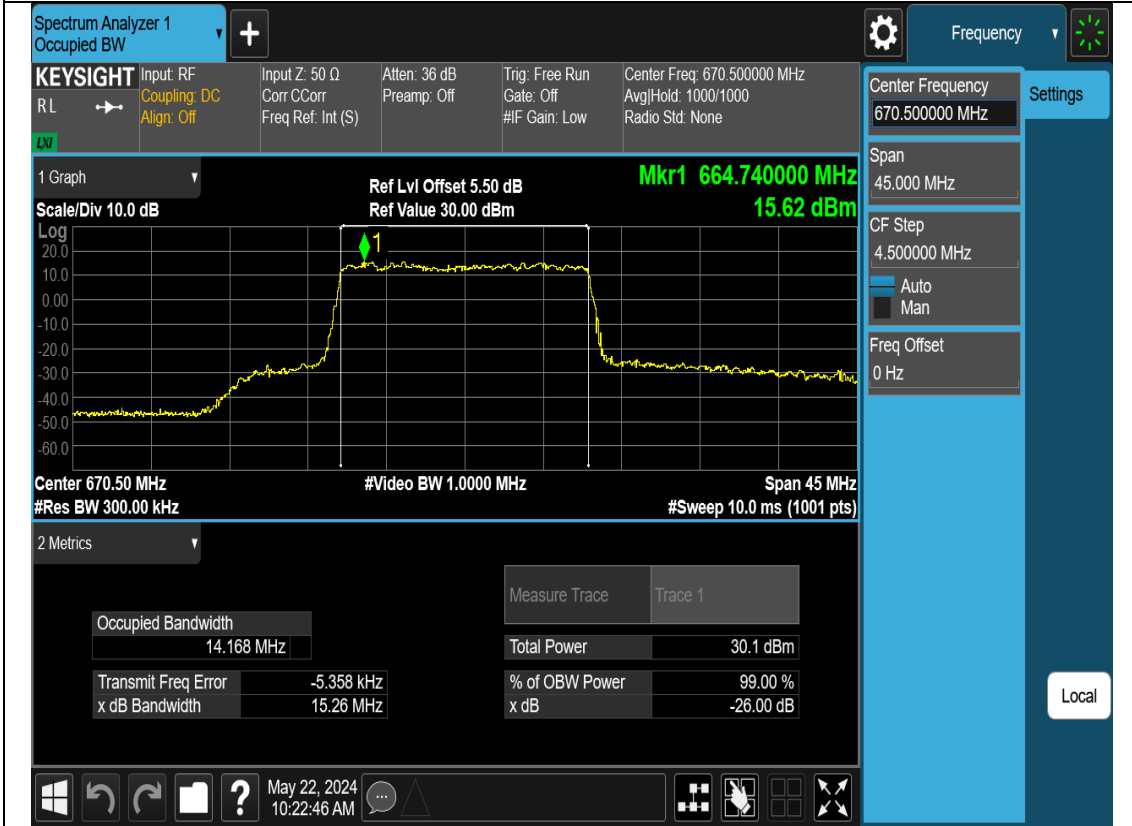 Spectrum Analyzer 1
Occupied BW
Frequency
KEYSIGHT
R L
LXI
Input: RF
Coupling: DC
Align: Off
Input Z: 50 Ω
Corr CCorr
Freq Ref: Int (S)
Atten: 36 dB
Preamp: Off
Trig: Free Run
Gate: Off
#IF Gain: Low
Center Freq: 670.500000 MHz
Avg|Hold: 1000/1000
Radio Std: None
Center Frequency
670.500000 MHz
Settings
Span
45.000 MHz
CF Step
4.500000 MHz
Auto
Man
Freq Offset
0 Hz
Local
1 Graph
Scale/Div 10.0 dB
Ref Lvl Offset 5.50 dB
Ref Value 30.00 dBm
Mkr1 664.740000 MHz
15.62 dBm
Log
1
20.0
10.0
0.00
-10.0
-20.0
-30.0
-40.0
-50.0
-60.0
Center 670.50 MHz
#Res BW 300.00 kHz
#Video BW 1.0000 MHz
Span 45 MHz
#Sweep 10.0 ms (1001 pts)
2 Metrics
Measure Trace Trace 1
Occupied Bandwidth
14.168 MHz
Total Power 30.1 dBm
Transmit Freq Error -5.358 kHz
% of OBW Power 99.00 %
x dB Bandwidth 15.26 MHz
x dB -26.00 dB
May 22, 2024
10:22:46 AM